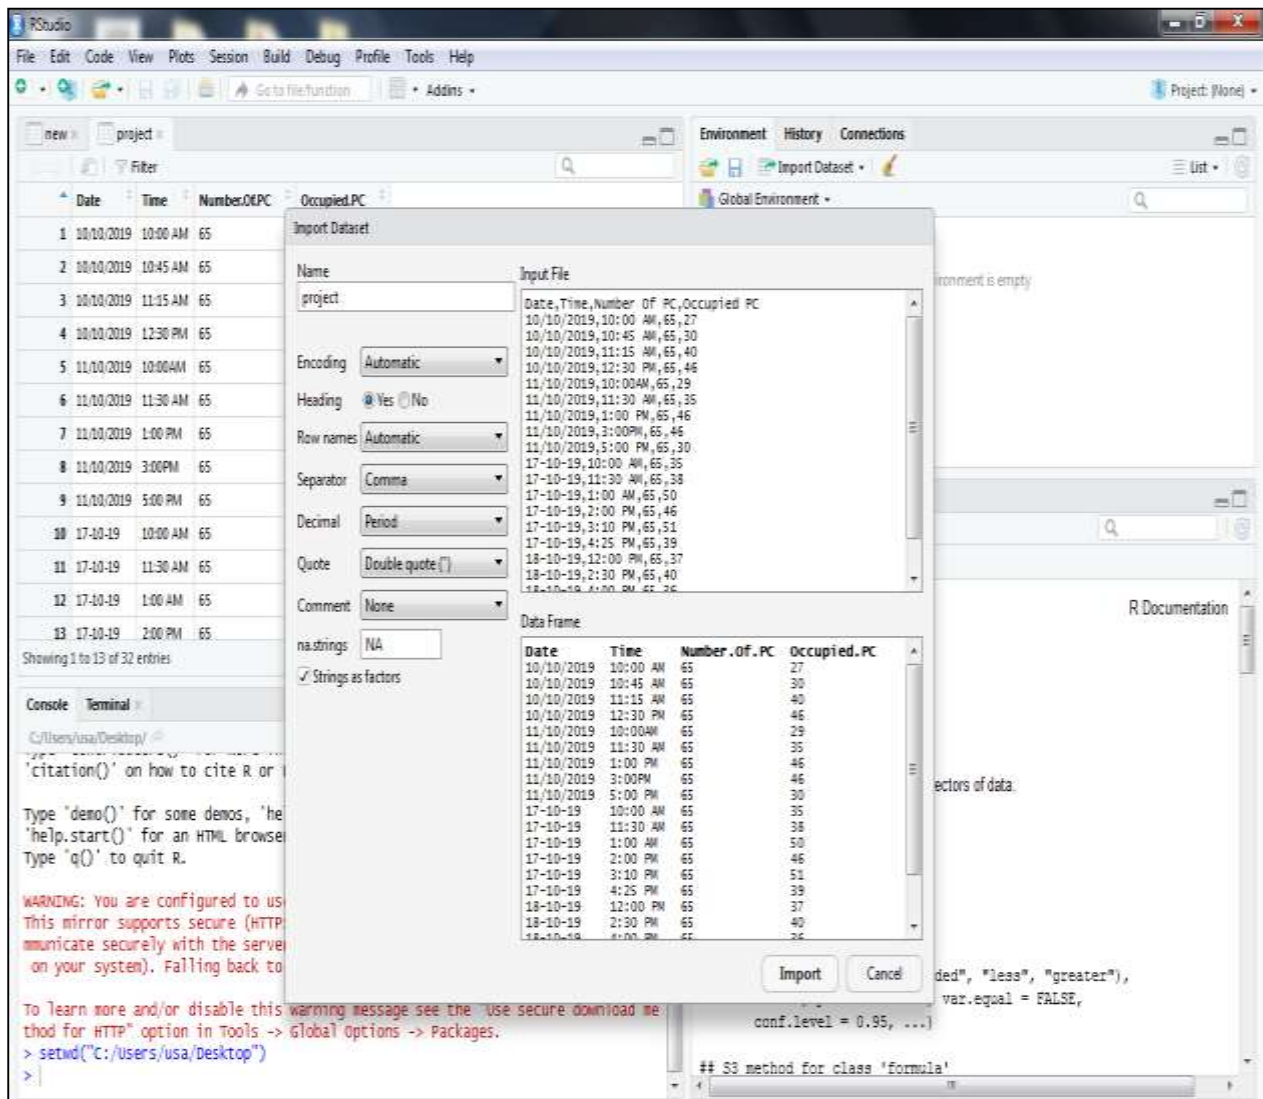 RStudio
File Edit Code View Plots Session Build Debug Profile Tools Help
Go to file/function Addins Project: (None)
new project
Filter
Date Time Number.Of.PC Occupied.PC
1 10/10/2019 10:00 AM 65
2 10/10/2019 10:45 AM 65
3 10/10/2019 11:15 AM 65
4 10/10/2019 12:30 PM 65
5 11/10/2019 10:00AM 65
6 11/10/2019 11:30 AM 65
7 11/10/2019 1:00 PM 65
8 11/10/2019 3:00PM 65
9 11/10/2019 5:00 PM 65
10 17-10-19 10:00 AM 65
11 17-10-19 11:30 AM 65
12 17-10-19 1:00 AM 65
13 17-10-19 2:00 PM 65
Showing 1 to 13 of 32 entries
Console Terminal
C:/Users/usa/Desktop/
'citation()' on how to cite R or
Type 'demo()' for some demos, 'he
'help.start()' for an HTML browse
Type 'q()' to quit R.
WARNING: You are configured to us
This mirror supports secure (HTTP
mmunicate securely with the serve
on your system). Falling back to
To learn more and/or disable this warning message see the "Use secure download me
thod for HTTP" option in Tools -> Global Options -> Packages.
> setwd("C:/Users/usa/Desktop")
>
Import Dataset
Name
project
Encoding Automatic
Heading Yes No
Row names Automatic
Separator Comma
Decimal Period
Quote Double quote (")
Comment None
na.strings NA
Strings as factors
Input File
Date,Time,Number Of PC,Occupied PC
10/10/2019,10:00 AM,65,27
10/10/2019,10:45 AM,65,30
10/10/2019,11:15 AM,65,40
10/10/2019,12:30 PM,65,46
11/10/2019,10:00AM,65,29
11/10/2019,11:30 AM,65,35
11/10/2019,1:00 PM,65,46
11/10/2019,3:00PM,65,46
11/10/2019,5:00 PM,65,30
17-10-19,10:00 AM,65,35
17-10-19,11:30 AM,65,38
17-10-19,1:00 AM,65,50
17-10-19,2:00 PM,65,46
17-10-19,3:10 PM,65,51
17-10-19,4:25 PM,65,39
18-10-19,12:00 PM,65,37
18-10-19,2:30 PM,65,40
18-10-19,4:00 PM,65,36
Data Frame
Date Time Number.Of.PC Occupied.PC
10/10/2019 10:00 AM 65 27
10/10/2019 10:45 AM 65 30
10/10/2019 11:15 AM 65 40
10/10/2019 12:30 PM 65 46
11/10/2019 10:00AM 65 29
11/10/2019 11:30 AM 65 35
11/10/2019 1:00 PM 65 46
11/10/2019 3:00PM 65 46
11/10/2019 5:00 PM 65 30
17-10-19 10:00 AM 65 35
17-10-19 11:30 AM 65 38
17-10-19 1:00 AM 65 50
17-10-19 2:00 PM 65 46
17-10-19 3:10 PM 65 51
17-10-19 4:25 PM 65 39
18-10-19 12:00 PM 65 37
18-10-19 2:30 PM 65 40
18-10-19 4:00 PM 65 36
Import Cancel
Environment History Connections
Import Dataset List
Global Environment
ironment is empty
R Documentation
ectors of data.
ded", "less", "greater"),
var.equal = FALSE,
conf.level = 0.95, ...)
## S3 method for class 'formula'